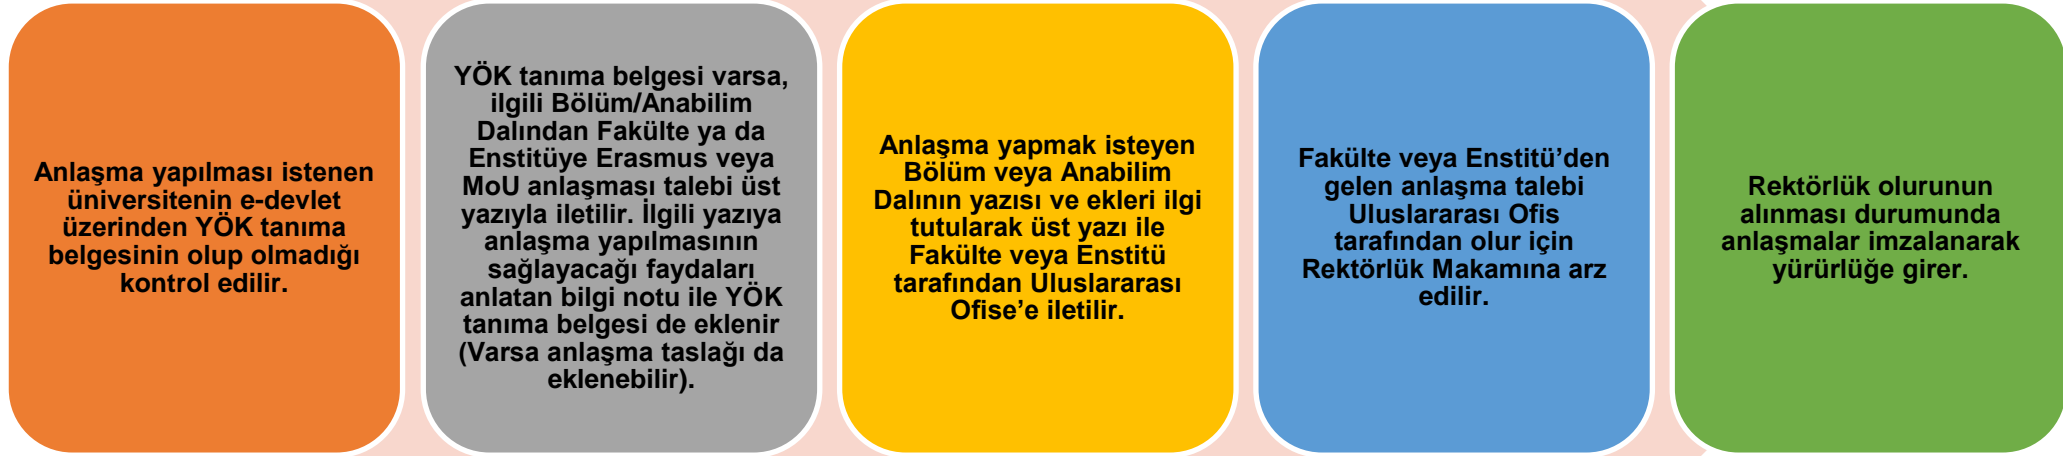 Anlaşma yapılması istenen
üniversitenin e-devlet
üzerinden YÖK tanıma
belgesinin olup olmadığı
kontrol edilir.
YÖK tanıma belgesi varsa,
ilgili Bölüm/Anabilim
Dalından Fakülte ya da
Enstitüye Erasmus veya
MoU anlaşması talebi üst
yazıyla iletilir. İlgili yazıya
anlaşma yapılmasının
sağlayacağı faydaları
anlatan bilgi notu ile YÖK
tanıma belgesi de eklenir
(Varsa anlaşma taslağı da
eklenebilir).
Anlaşma yapmak isteyen
Bölüm veya Anabilim
Dalının yazısı ve ekleri ilgi
tutularak üst yazı ile
Fakülte veya Enstitü
tarafından Uluslararası
Ofise’e iletilir.
Fakülte veya Enstitü’den
gelen anlaşma talebi
Uluslararası Ofis
tarafından olur için
Rektörlük Makamına arz
edilir.
Rektörlük olurunun
alınması durumunda
anlaşmalar imzalanarak
yürürlüğe girer.